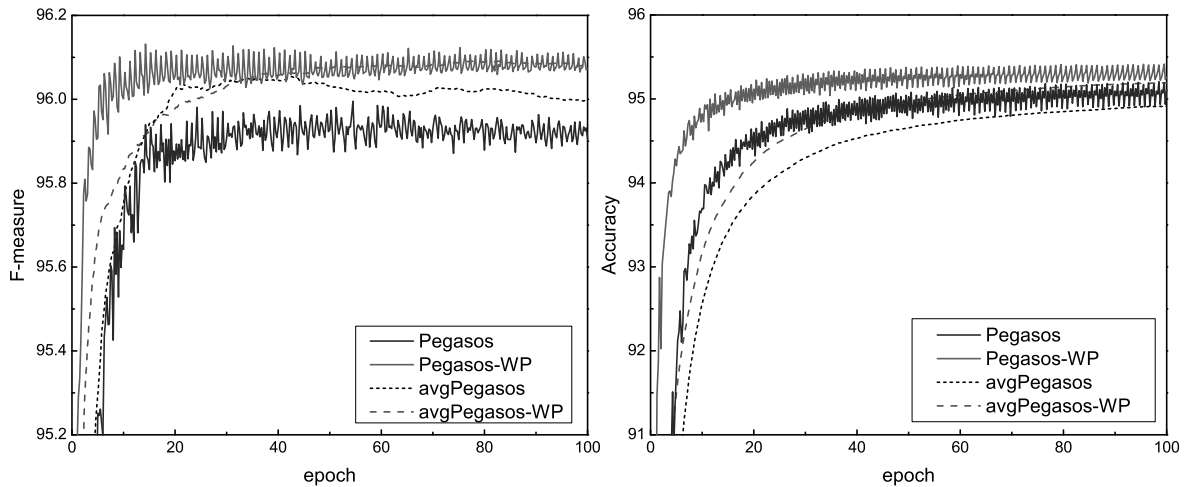 96.2
96.0
95.8
95.6
95.4
95.2
F-measure
0
20
40
60
80
100
epoch
Pegasos
Pegasos-WP
avgPegasos
avgPegasos-WP
96
95
94
93
92
91
Accuracy
0
20
40
60
80
100
epoch
Pegasos
Pegasos-WP
avgPegasos
avgPegasos-WP